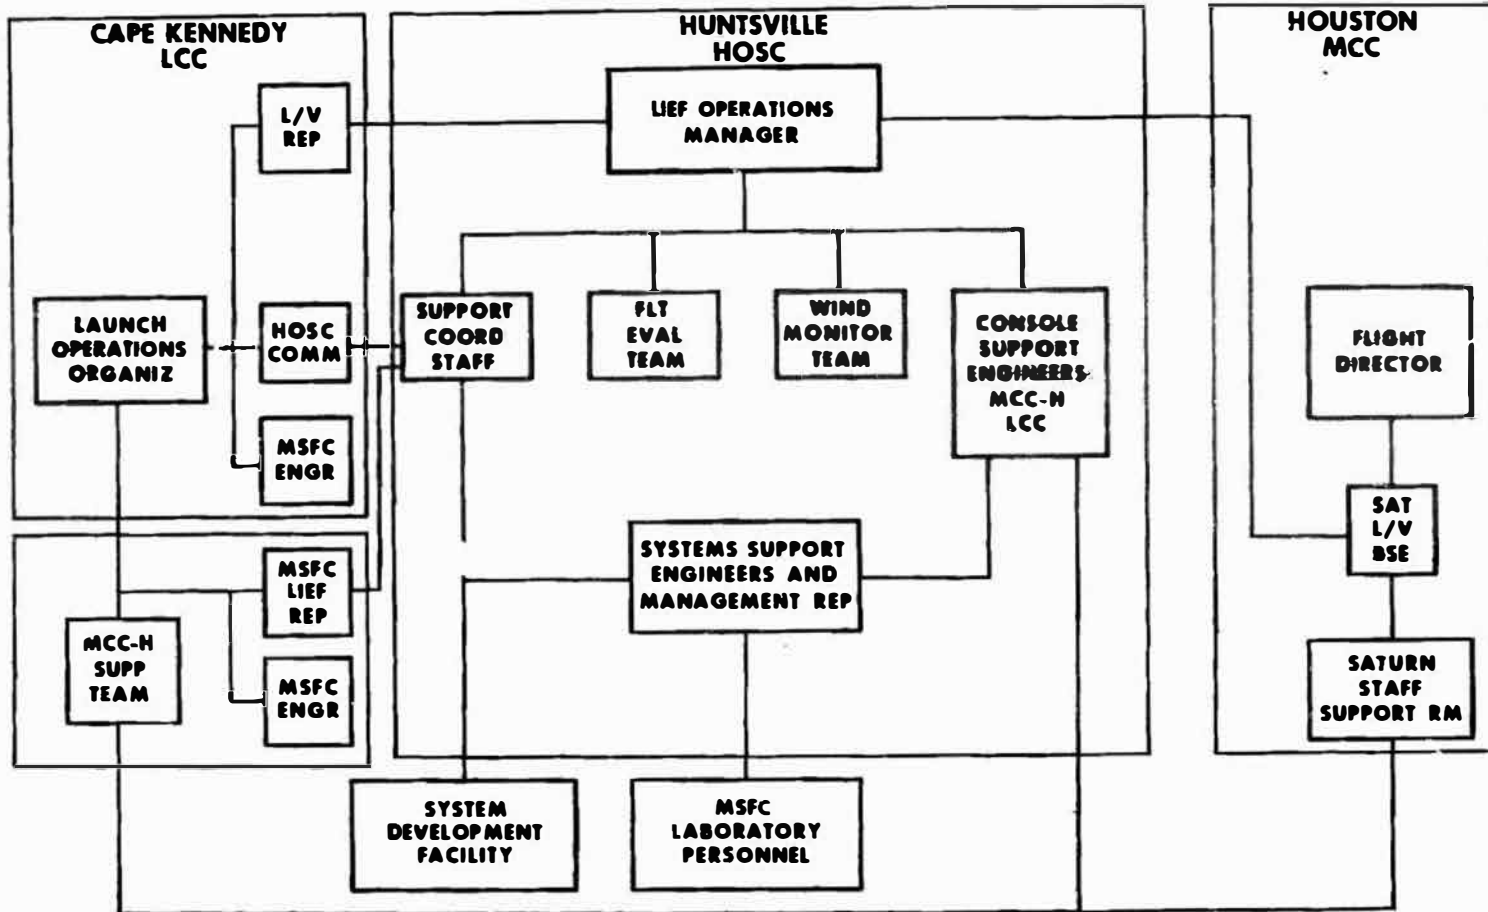 CAPE KENNEDY
LCC
L/V
REP
LAUNCH
OPERATIONS
ORGANIZ
HOSC
COMM
MSFC
ENGR
MSFC
LIEF
REP
MCC-H
SUPP
TEAM
MSFC
ENGR
HUNTSVILLE
HOSC
LIEF OPERATIONS
MANAGER
SUPPORT
COORD
STAFF
FLT
EVAL
TEAM
WIND
MONITOR
TEAM
CONSOLE
SUPPORT
ENGINEERS
MCC-H
LCC
SYSTEMS SUPPORT
ENGINEERS AND
MANAGEMENT REP
SYSTEM
DEVELOPMENT
FACILITY
MSFC
LABORATORY
PERSONNEL
HOUSTON
MCC
FLIGHT
DIRECTOR
SAT
L/V
BSE
SATURN
STAFF
SUPPORT RM